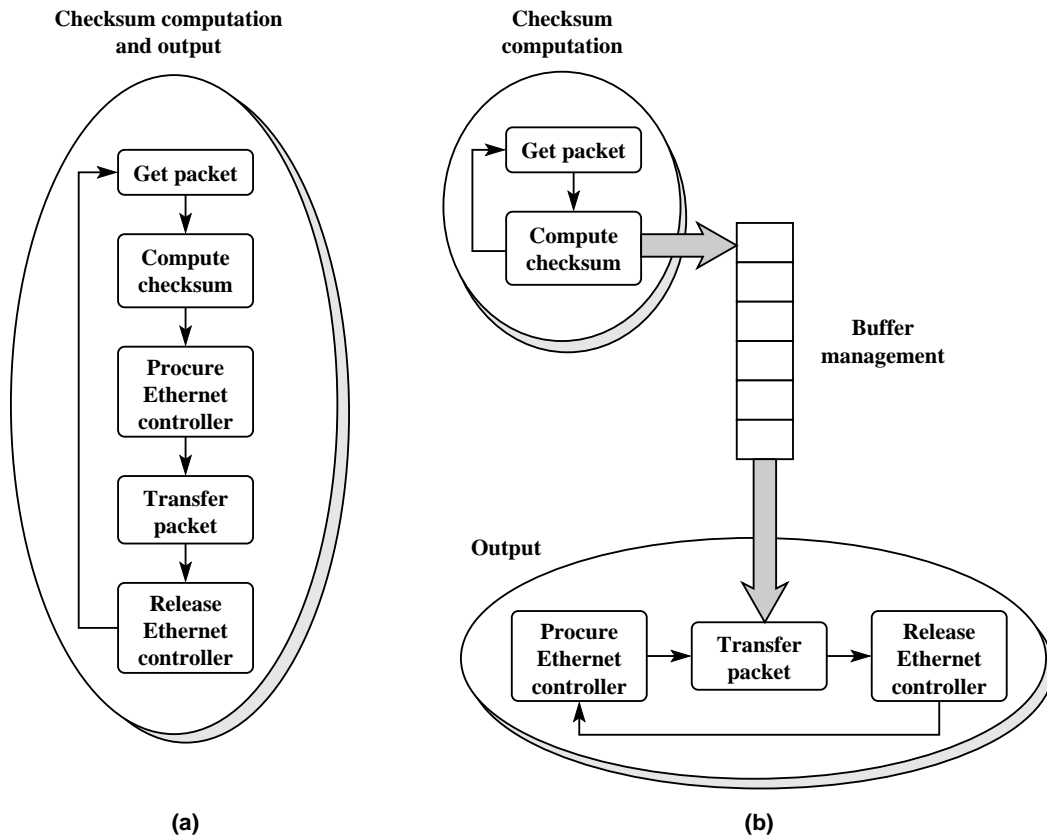 Checksum computation
and output
Get packet
Compute
checksum
Procure
Ethernet
controller
Transfer
packet
Release
Ethernet
controller
(a)
Checksum
computation
Get packet
Compute
checksum
Buffer
management
Output
Procure
Ethernet
controller
Transfer
packet
Release
Ethernet
controller
(b)